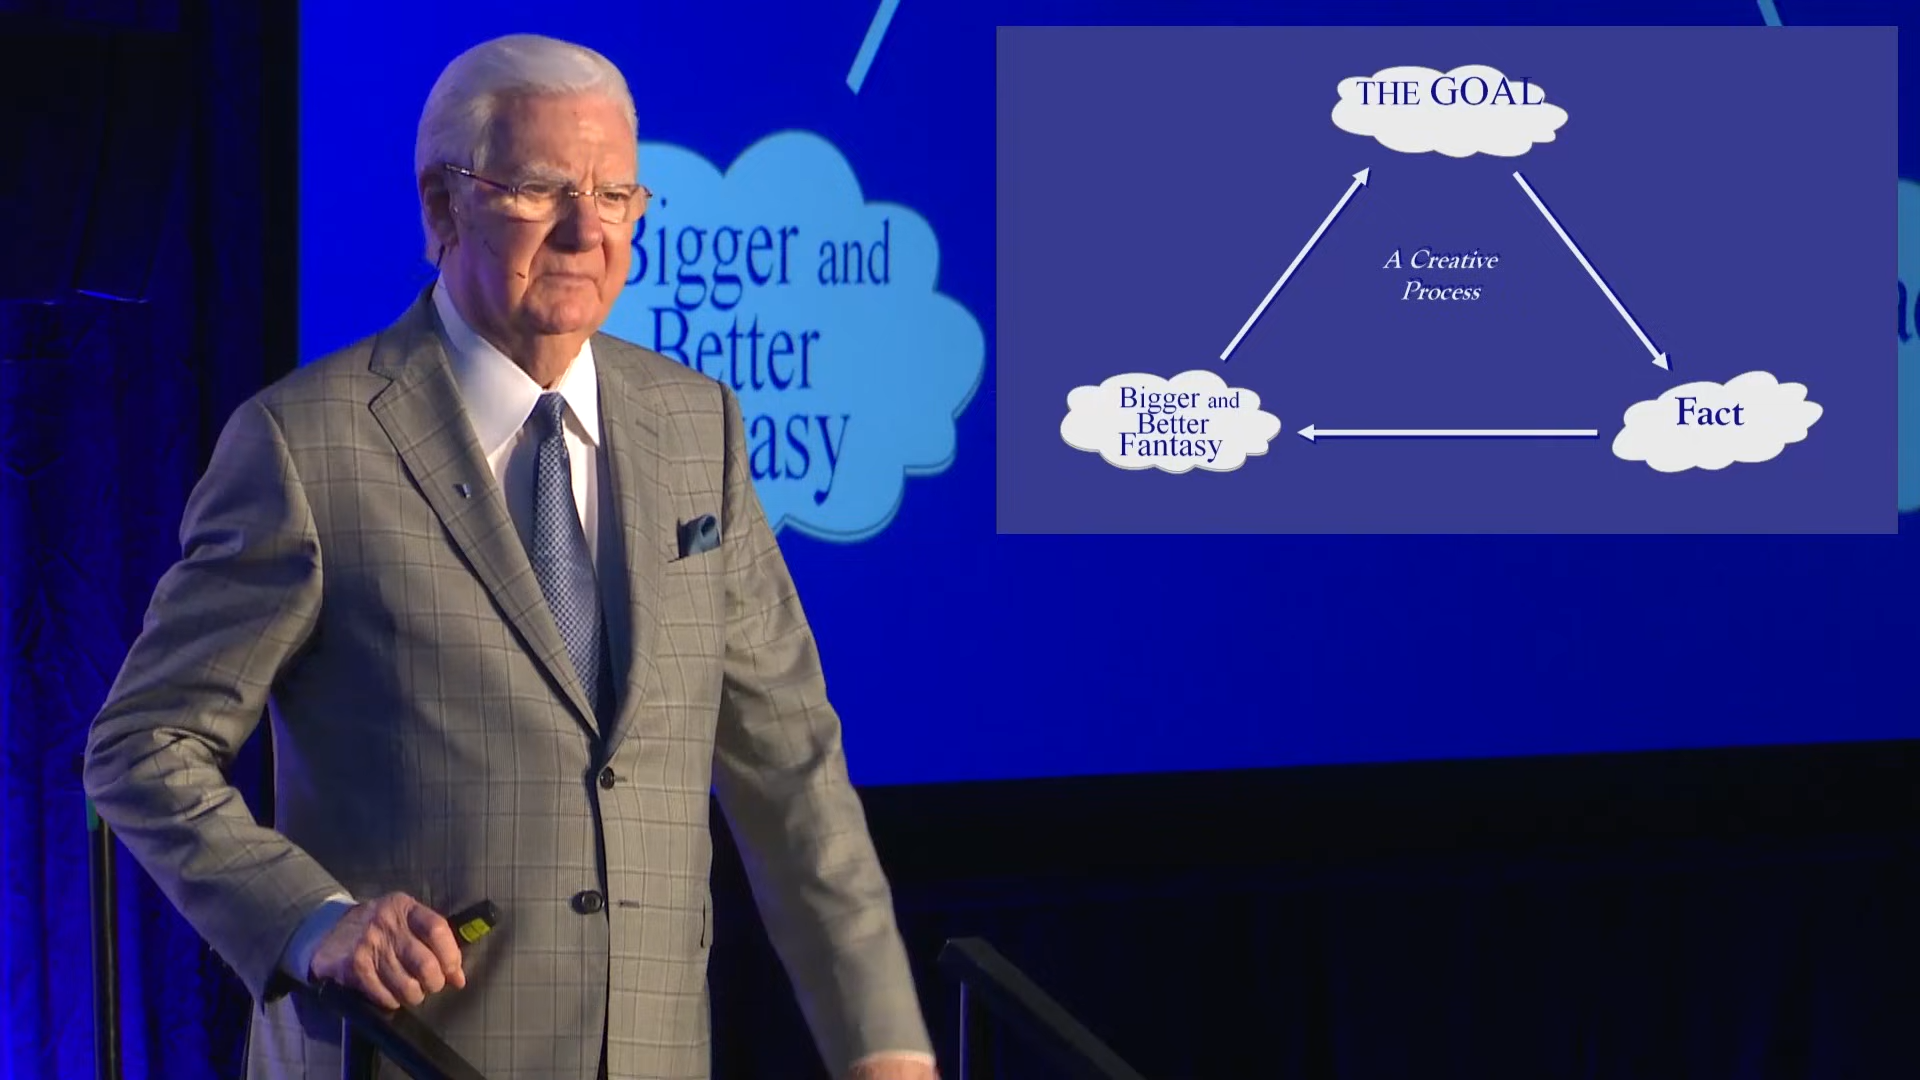 Bigger and
Better
THE GOAL
A Creative
Process
Bigger and
Better
Fantasy
Fact